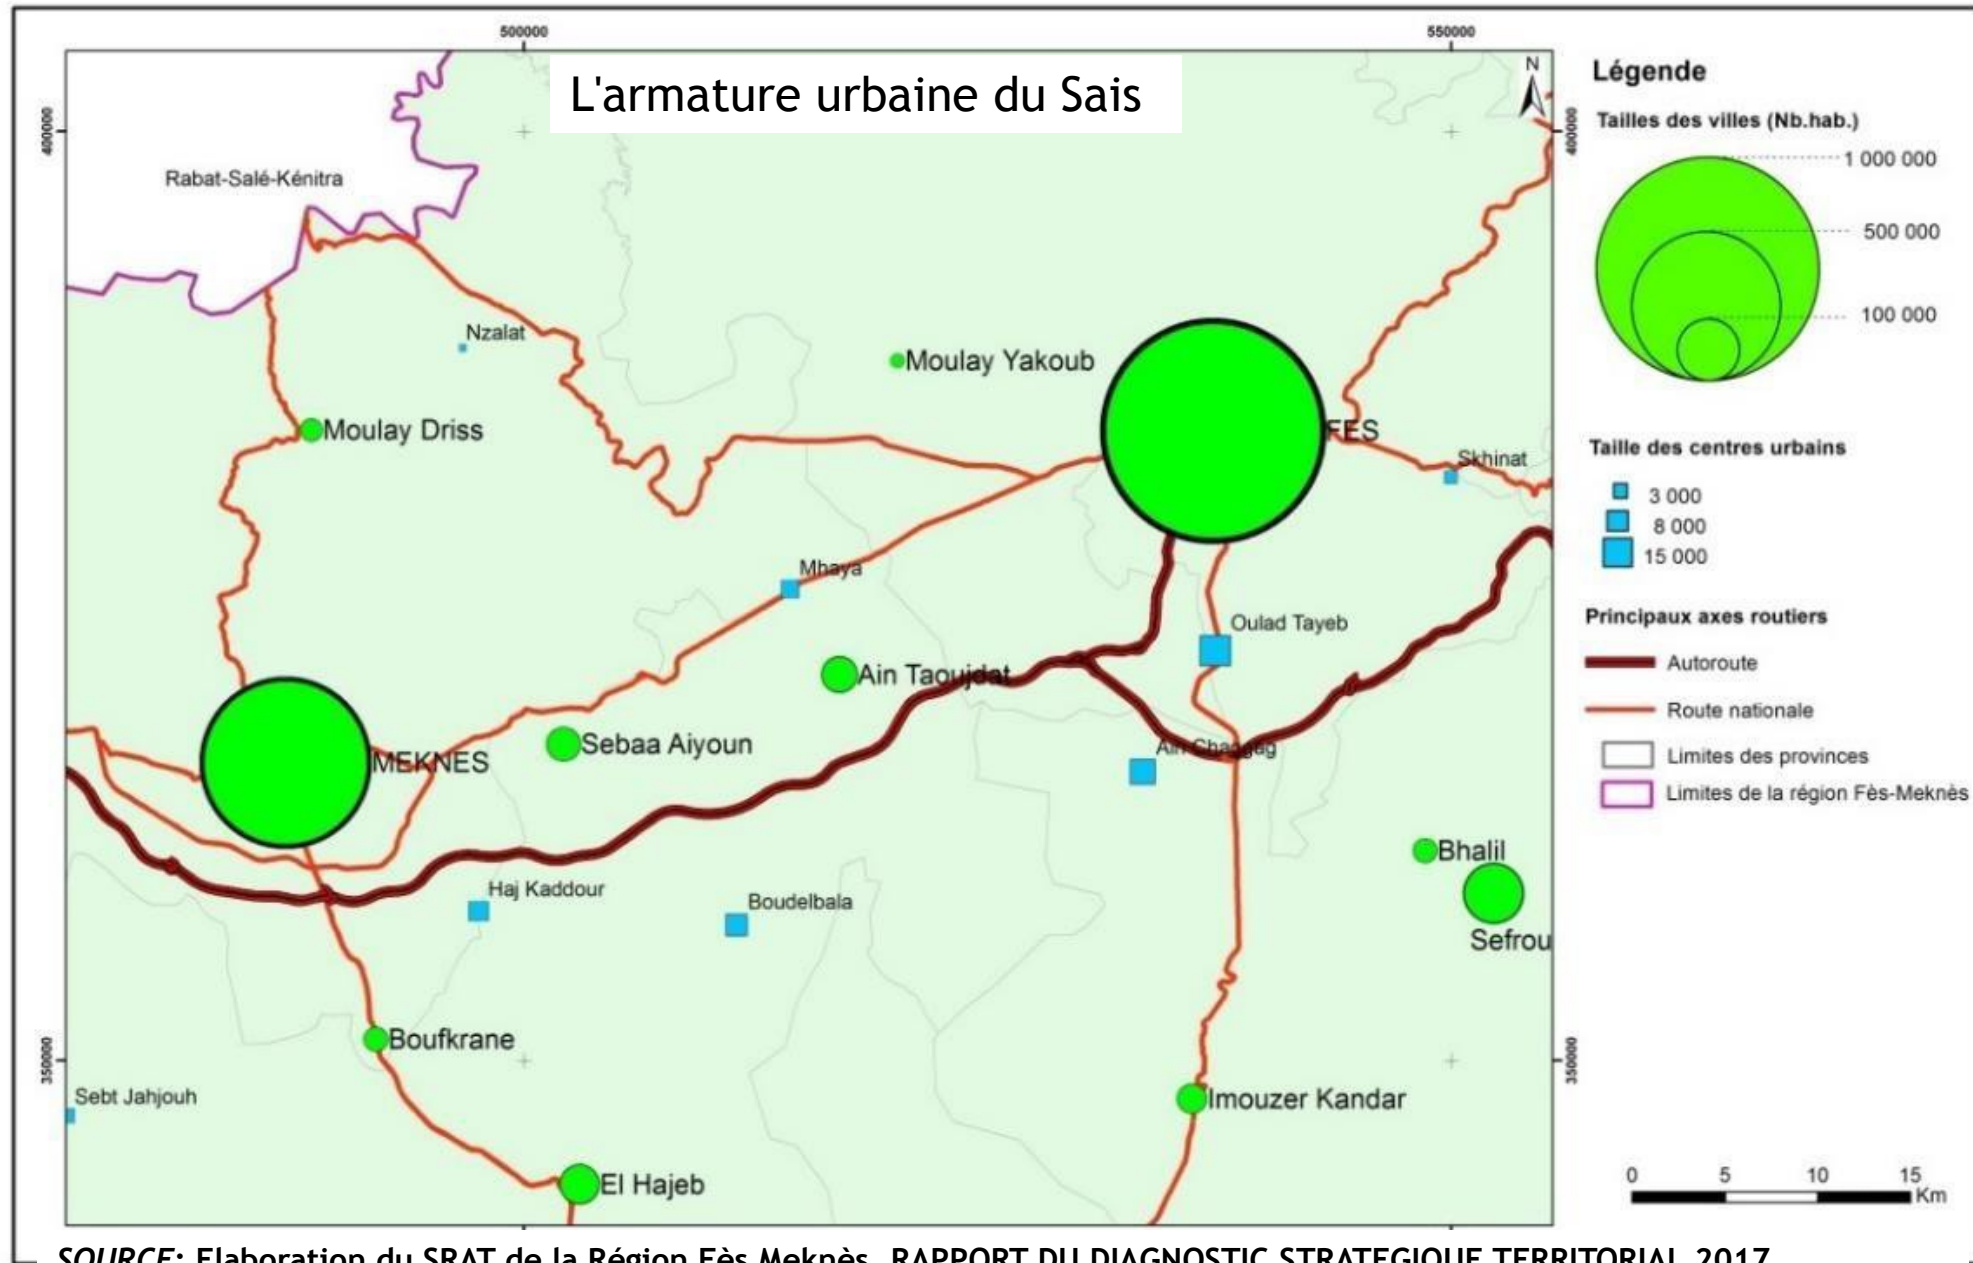 500000
550000
L'armature urbaine du Sais
N
400000
400000
Rabat-Salé-Kénitra
Nzalat
Moulay Yakoub
Moulay Driss
FES
Skhinat
Mhaya
Oulad Tayeb
Ain Taoujdat
Sebaa Aiyoun
MEKNES
Ain Chaggag
Bhalil
Haj Kaddour
Boudelbala
Sefrou
Boufkrane
350000
350000
Sebt Jahjouh
Imouzer Kandar
El Hajeb
Légende
Tailles des villes (Nb.hab.)
1 000 000
500 000
100 000
Taille des centres urbains
3 000
8 000
15 000
Principaux axes routiers
Autoroute
Route nationale
Limites des provinces
Limites de la région Fès-Meknès
0 5 10 15
Km
SOURCE: Elaboration du SRAT de la Région Fès Meknès, RAPPORT DU DIAGNOSTIC STRATEGIQUE TERRITORIAL 2017